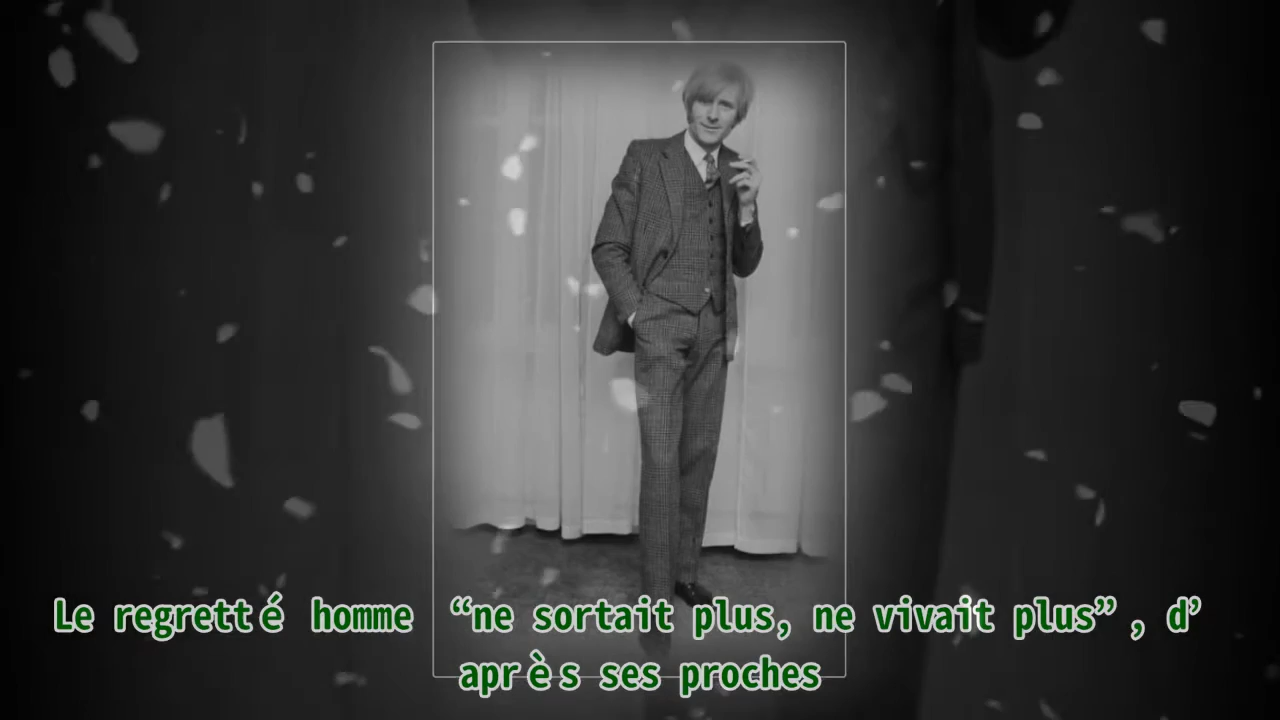 Le regretté homme “ne sortait plus, ne vivait plus”, d’
après ses proches